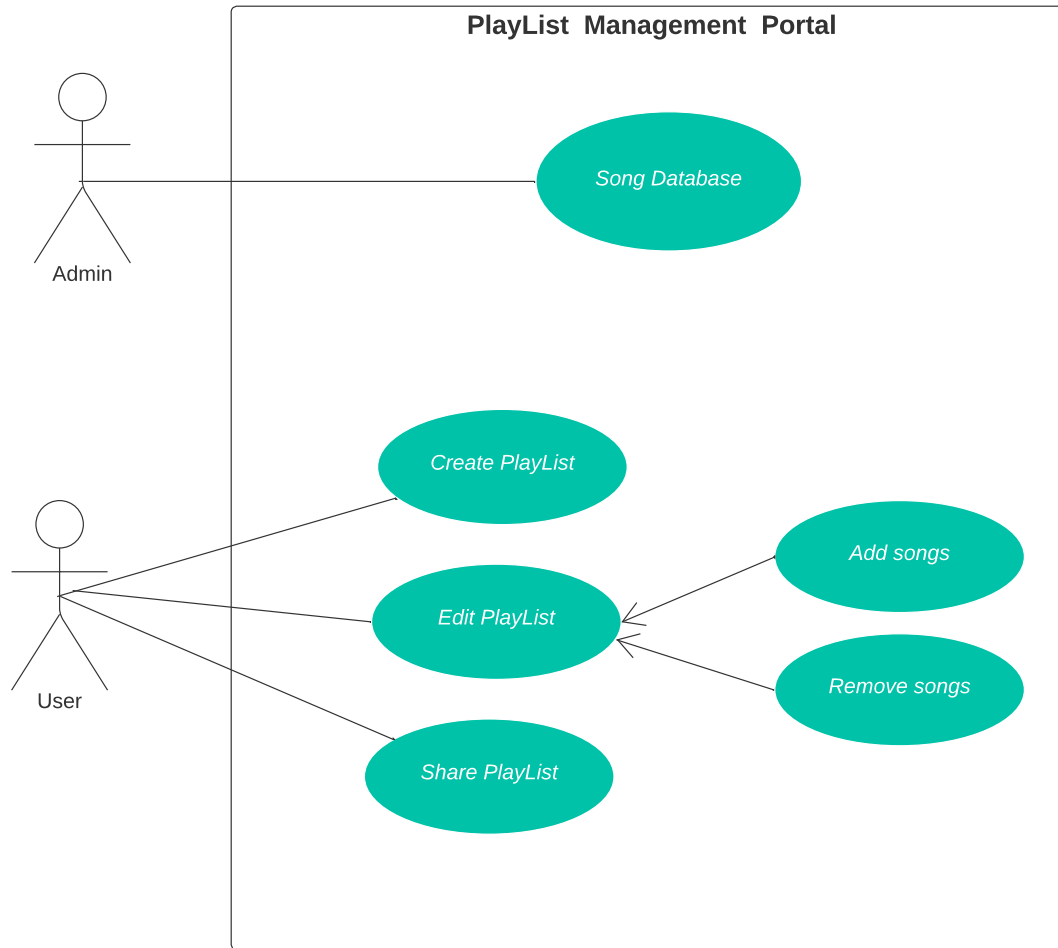 PlayList  Management  Portal
Song Database
Admin
Create PlayList
Add songs
Edit PlayList
Remove songs
User
Share PlayList